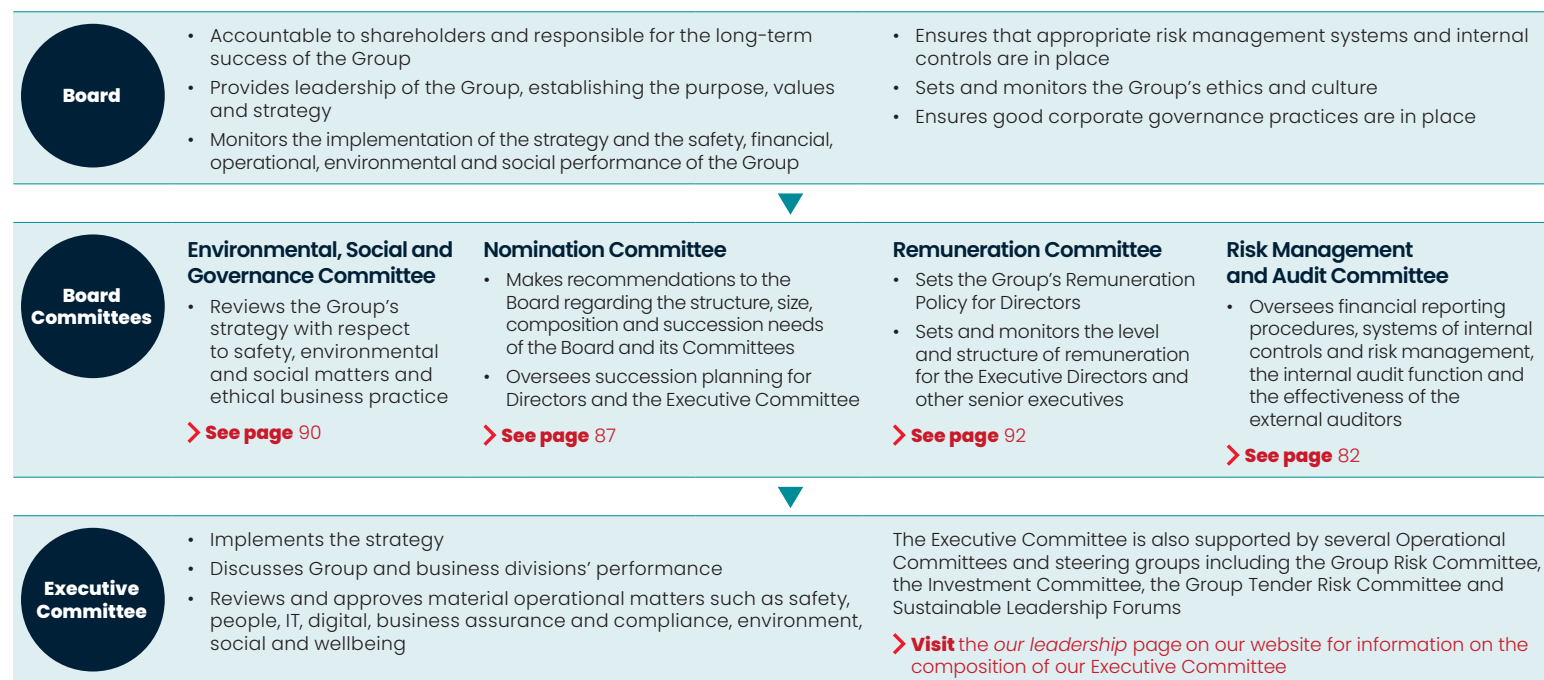 Board
• Accountable to shareholders and responsible for the long-term
success of the Group
• Provides leadership of the Group, establishing the purpose, values
and strategy
• Monitors the implementation of the strategy and the safety, financial,
operational, environmental and social performance of the Group
• Ensures that appropriate risk management systems and internal
controls are in place
• Sets and monitors the Group’s ethics and culture
• Ensures good corporate governance practices are in place
Board
Committees
Environmental, Social and
Governance Committee
• Reviews the Group’s
strategy with respect
to safety, environmental
and social matters and
ethical business practice
See page 90
Nomination Committee
• Makes recommendations to the
Board regarding the structure, size,
composition and succession needs
of the Board and its Committees
• Oversees succession planning for
Directors and the Executive Committee
See page 87
Remuneration Committee
• Sets the Group’s Remuneration
Policy for Directors
• Sets and monitors the level
and structure of remuneration
for the Executive Directors and
other senior executives
See page 92
Risk Management
and Audit Committee
• Oversees financial reporting
procedures, systems of internal
controls and risk management,
the internal audit function and
the effectiveness of the
external auditors
See page 82
Executive
Committee
• Implements the strategy
• Discusses Group and business divisions’ performance
• Reviews and approves material operational matters such as safety,
people, IT, digital, business assurance and compliance, environment,
social and wellbeing
The Executive Committee is also supported by several Operational
Committees and steering groups including the Group Risk Committee,
the Investment Committee, the Group Tender Risk Committee and
Sustainable Leadership Forums
Visit the our leadership page on our website for information on the
composition of our Executive Committee